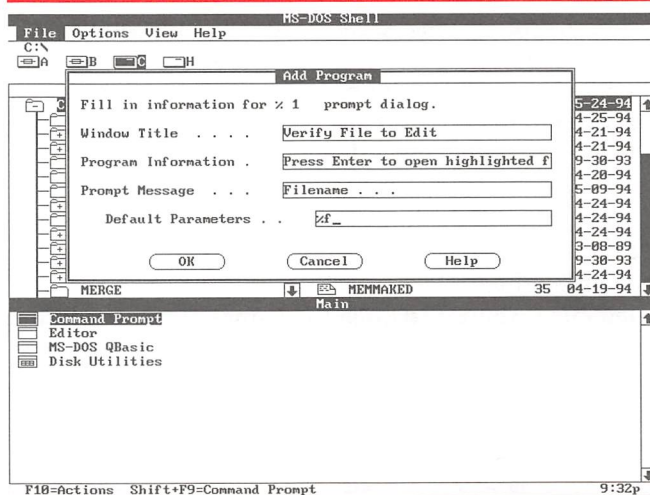 MS-DOS Shell
File Options View Help
C:\
A B C H
Add Program
Fill in information for % 1 prompt dialog.
Window Title . . . . Verify File to Edit
Program Information . Press Enter to open highlighted f
Prompt Message . . . Filename . . .
Default Parameters . . %f_
OK Cancel Help
C
5-24-94
4-25-94
4-21-94
4-21-94
9-30-93
4-20-94
5-09-94
4-24-94
4-24-94
4-24-94
3-08-89
9-30-93
4-24-94
MERGE MEMMAKED 35 04-19-94
Main
Command Prompt
Editor
MS-DOS QBasic
Disk Utilities
F10=Actions Shift+F9=Command Prompt 9:32p